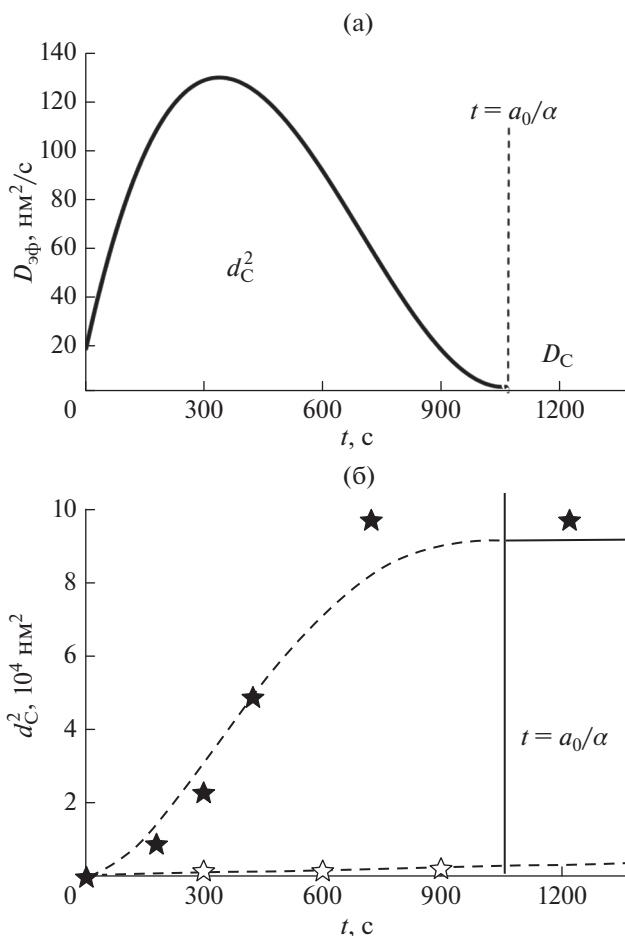 (а)
140
t = a₀/α
120
100
D_эф, нм²/с
80
60
d_C²
40
20
D_C
0 300 600 900 1200
t, с
(б)
10
8
d_C², 10⁴ нм²
6
4
t = a₀/α
2
0 300 600 900 1200
t, с